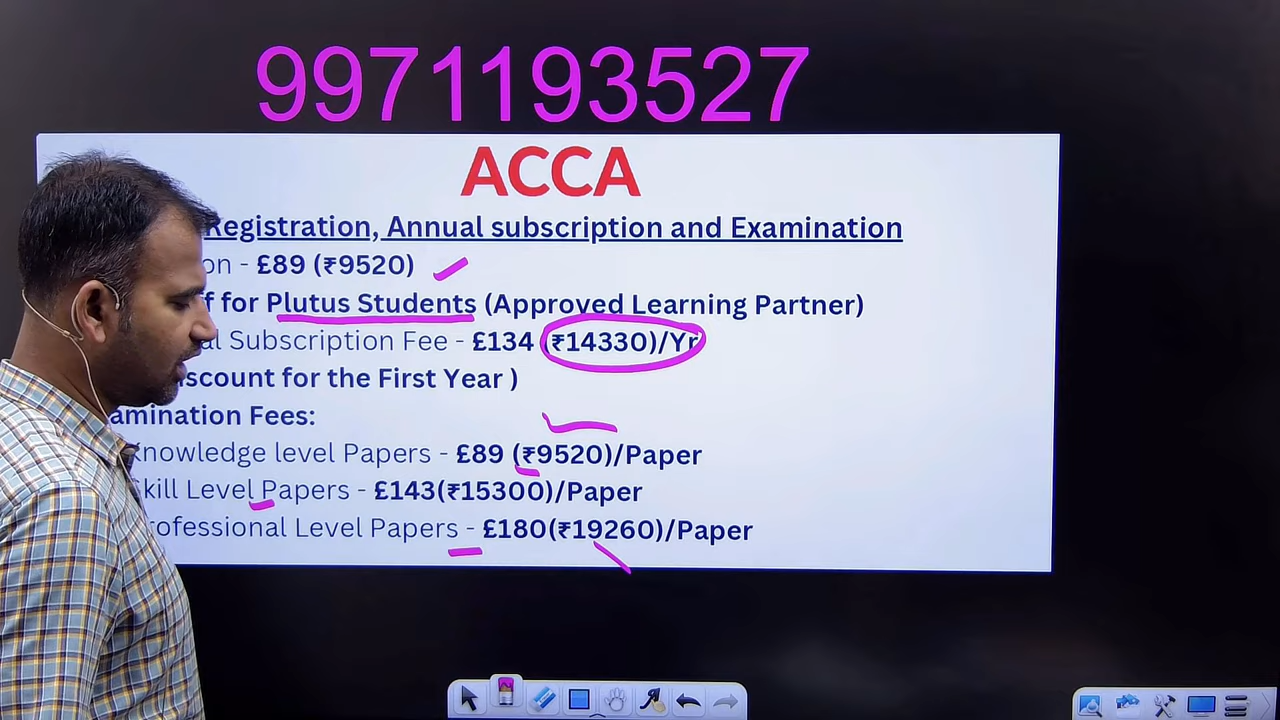 9971193527
ACCA
Registration, Annual subscription and Examination
on - £89 (₹9520)
f for Plutus Students (Approved Learning Partner)
al Subscription Fee - £134 (₹14330)/Yr
iscount for the First Year )
amination Fees:
Knowledge level Papers - £89 (₹9520)/Paper
Skill Level Papers - £143(₹15300)/Paper
rofessional Level Papers - £180(₹19260)/Paper